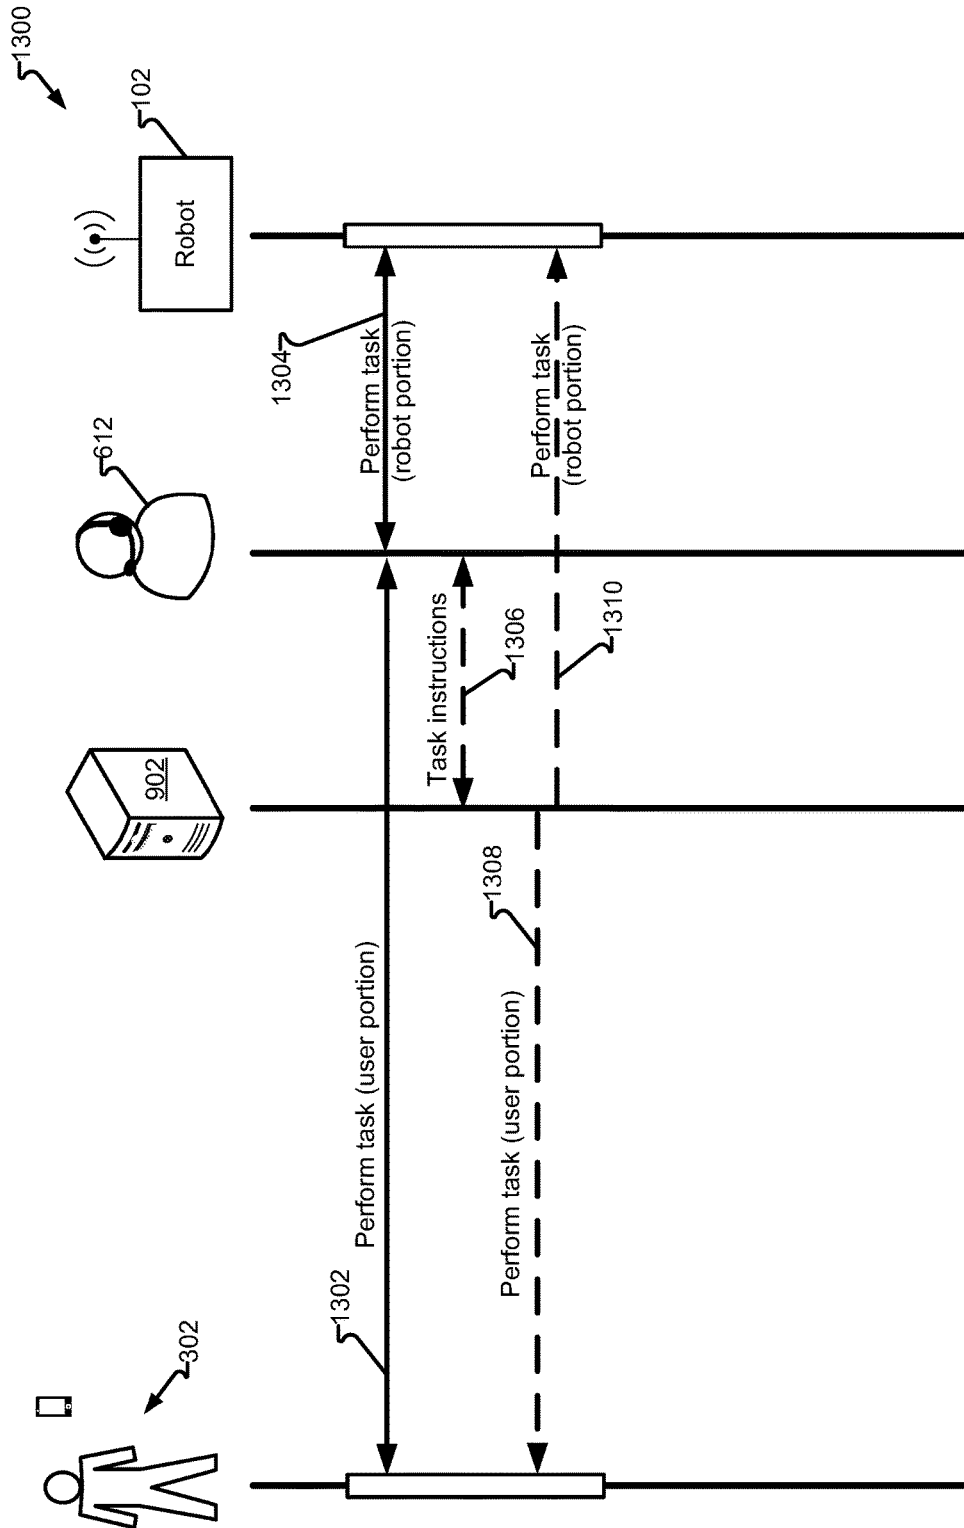 1300
302
902
612
102
Robot
1302
Perform task (user portion)
1304
Perform task
(robot portion)
Task instructions
1306
1308
Perform task (user portion)
Perform task
(robot portion)
1310